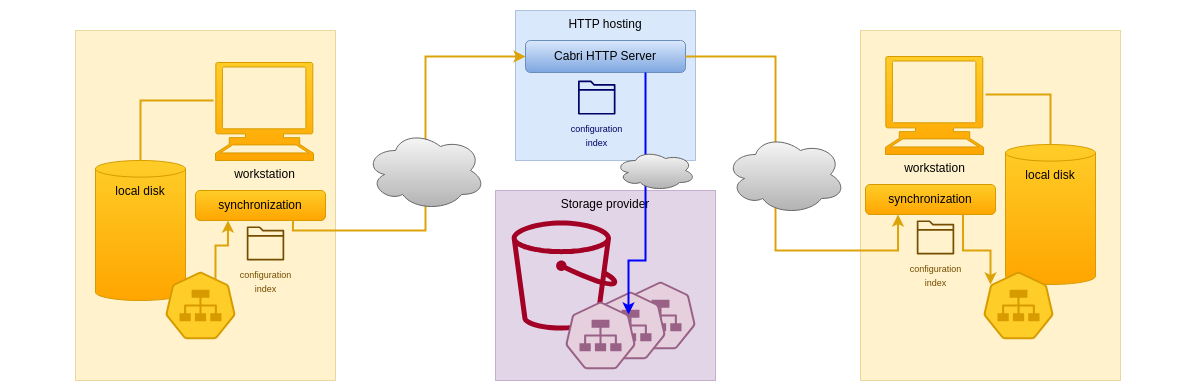 HTTP hosting
Cabri HTTP Server
configuration
index
workstation
local disk
synchronization
configuration
index
Storage provider
workstation
local disk
synchronization
configuration
index